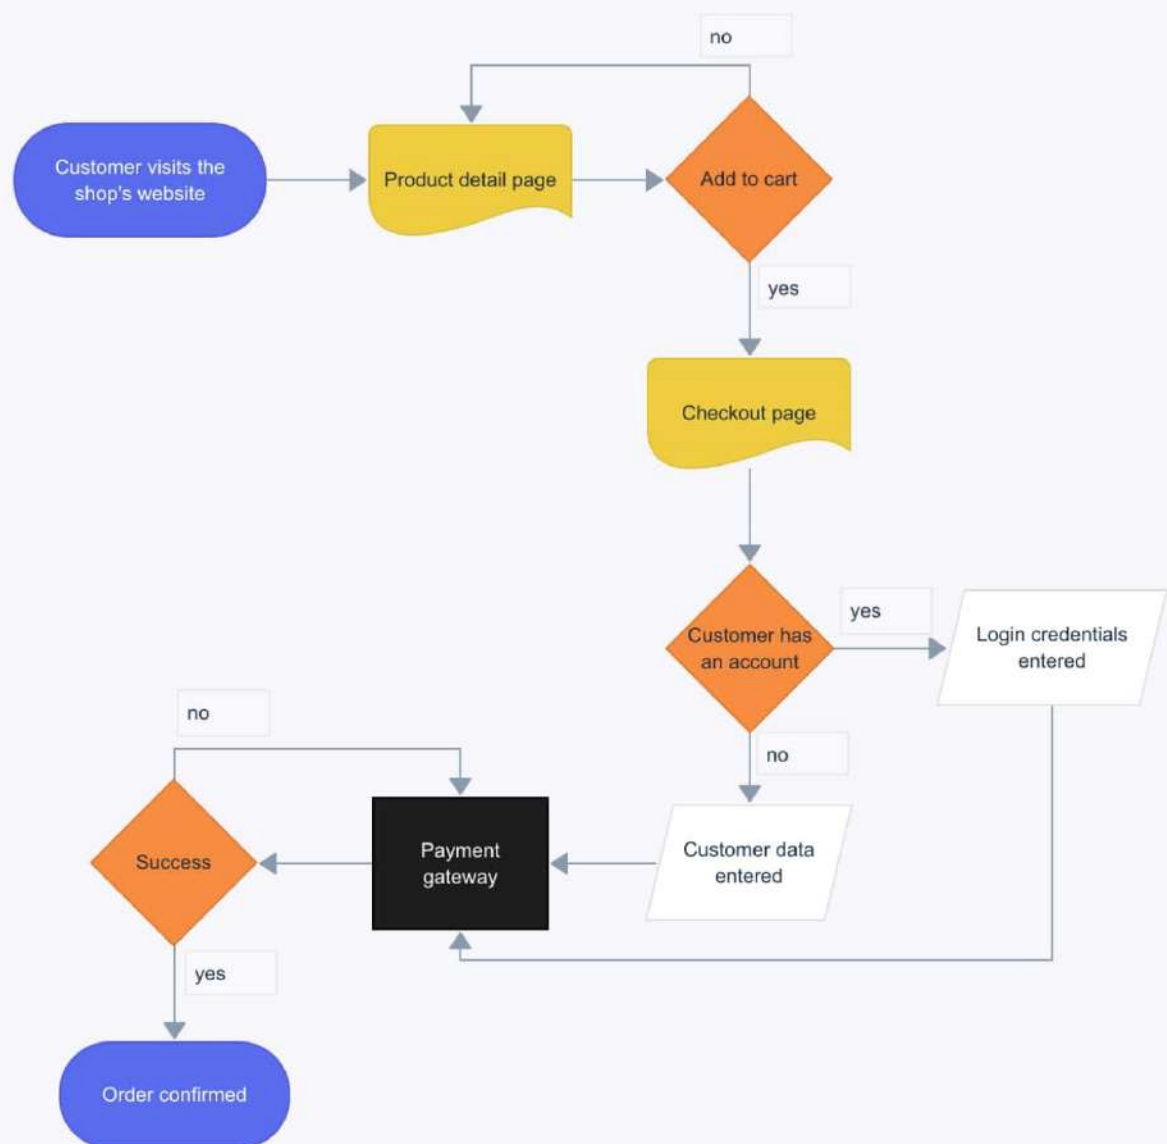 no
Customer visits the
shop's website
Product detail page
Add to cart
yes
Checkout page
Customer has
an account
yes
Login credentials
entered
no
no
Success
Payment
gateway
Customer data
entered
yes
Order confirmed